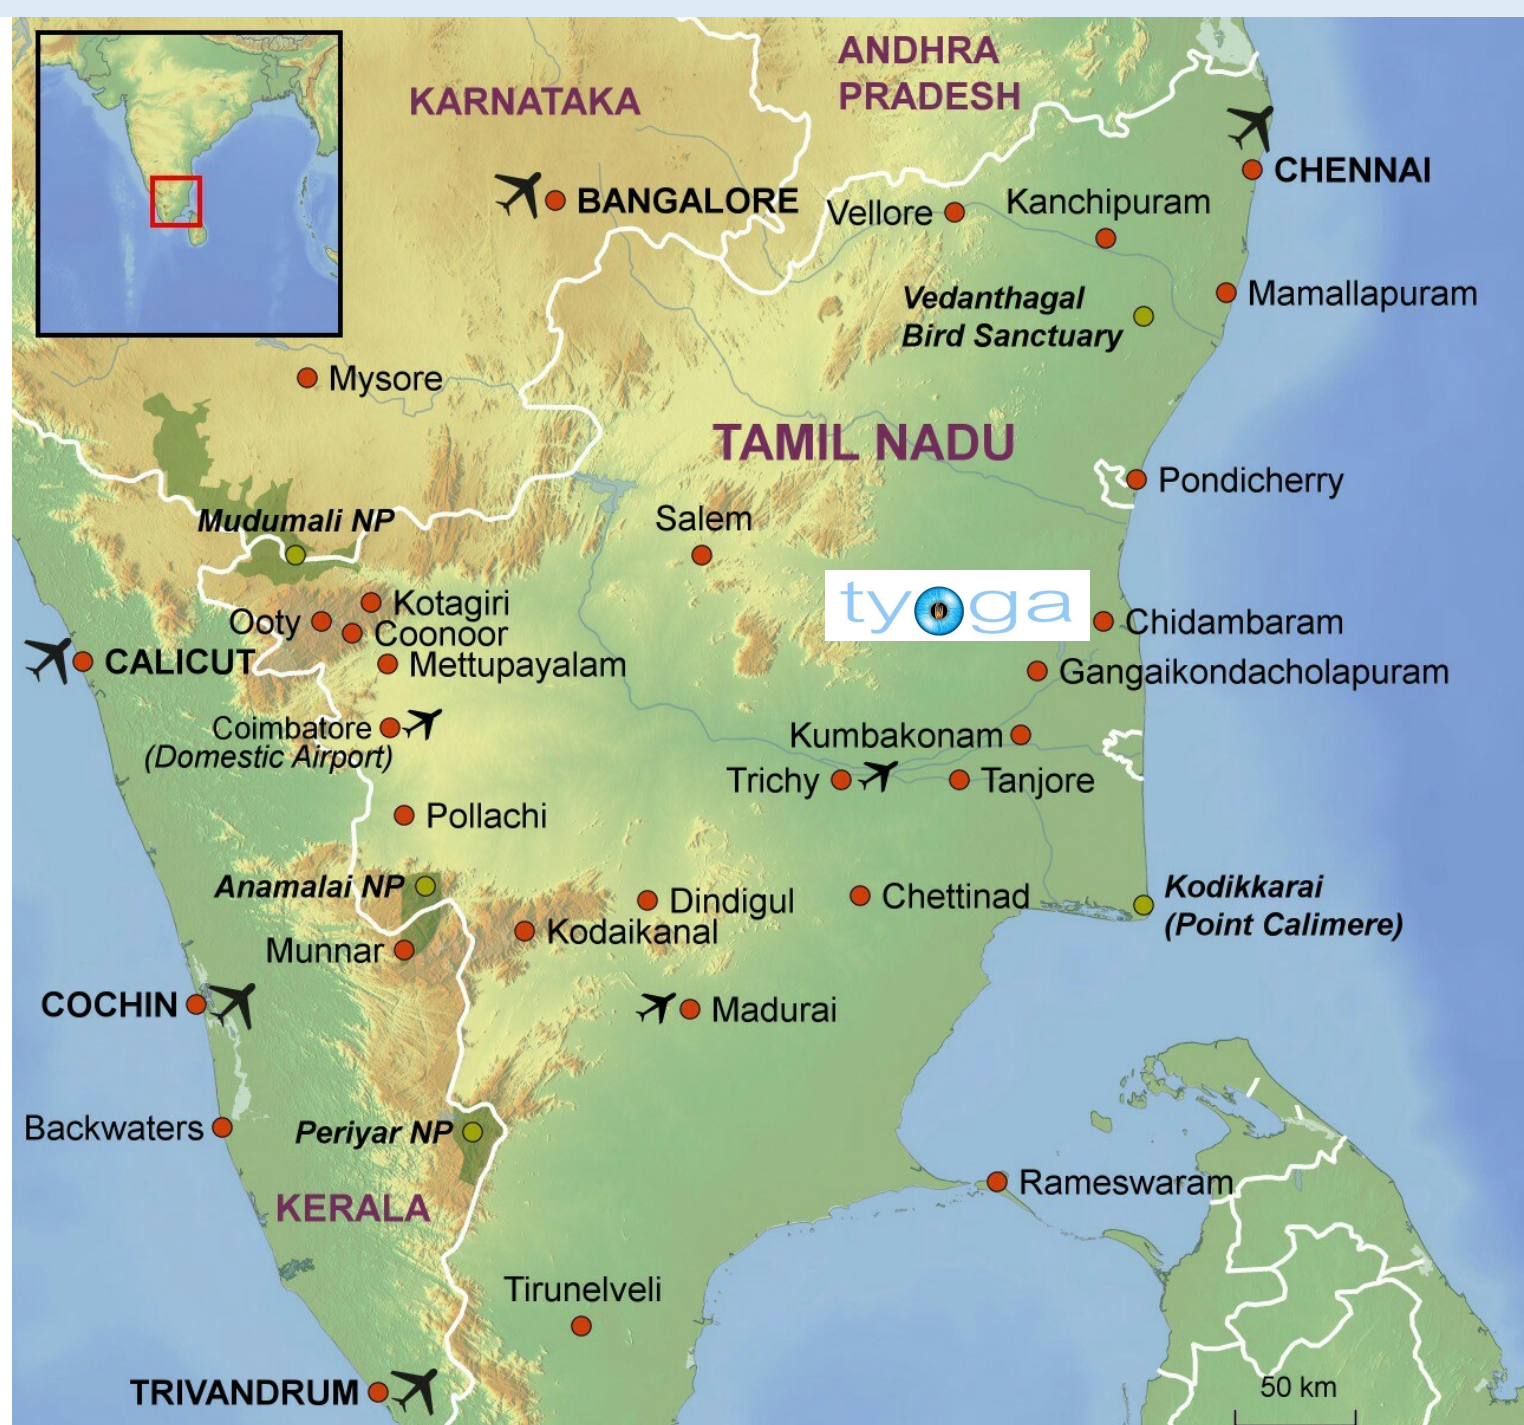 ANDHRA
PRADESH
KARNATAKA
CHENNAI
BANGALORE
Vellore
Kanchipuram
Vedanthagal
Bird Sanctuary
Mamallapuram
Mysore
TAMIL NADU
Pondicherry
Mudumali NP
Salem
tyoga
Kotagiri
Ooty
Coonoor
Chidambaram
CALICUT
Mettupayalam
Gangaikondacholapuram
Coimbatore
(Domestic Airport)
Kumbakonam
Trichy
Tanjore
Pollachi
Anamalai NP
Dindigul
Chettinad
Kodikkarai
(Point Calimere)
Kodaikanal
Munnar
COCHIN
Madurai
Backwaters
Periyar NP
Rameswaram
KERALA
Tirunelveli
TRIVANDRUM
50 km